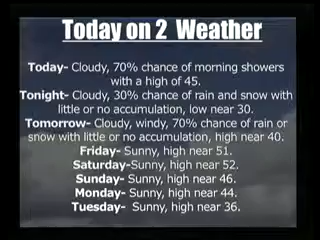 Today on 2 Weather
Today- Cloudy, 70% chance of morning showers
with a high of 45.
Tonight- Cloudy, 30% chance of rain and snow with
little or no accumulation, low near 30.
Tomorrow- Cloudy, windy, 70% chance of rain or
snow with little or no accumulation, high near 40.
Friday- Sunny, high near 51.
Saturday-Sunny, high near 52.
Sunday- Sunny, high near 46.
Monday- Sunny, high near 44.
Tuesday- Sunny, high near 36.